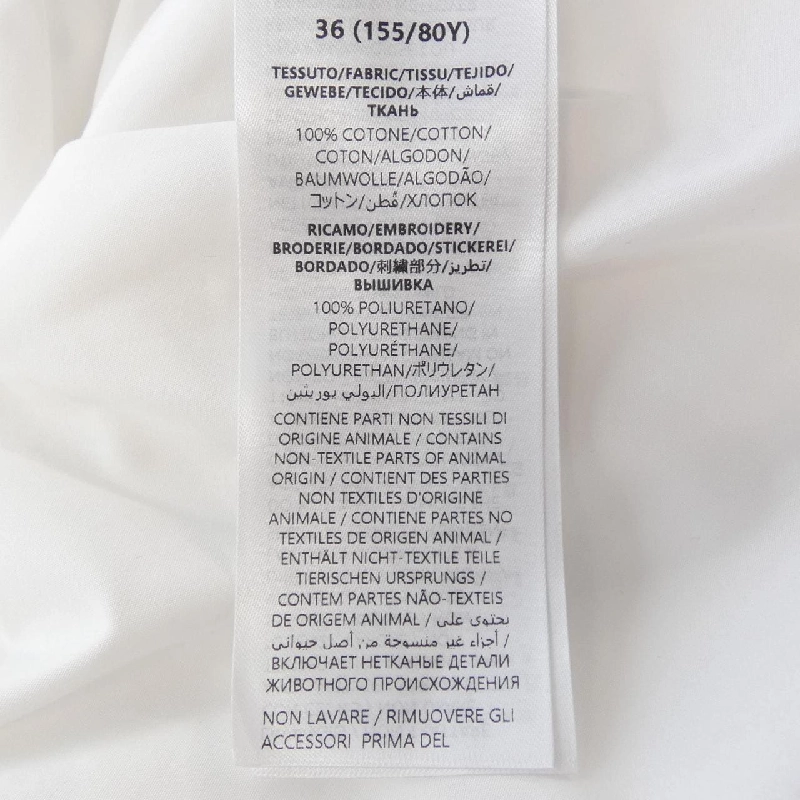 36 (155/80Y)
TESSUTO/FABRIC/TISSU/TEJIDO/
GEWEBE/TECIDO/本体/قماش/
ТКАНЬ
100% COTONE/COTTON/
COTON/ALGODON/
BAUMWOLLE/ALGODÃO/
コットン/قُطن/ХЛОПОК
RICAMO/EMBROIDERY/
BRODERIE/BORDADO/STICKEREI/
BORDADO/刺繍部分/تطريز/
ВЫШИВКА
100% POLIURETANO/
POLYURETHANE/
POLYURÉTHANE/
POLYURETHAN/ポリウレタン/
البولي يوريثين/ПОЛИУРЕТАН
CONTIENE PARTI NON TESSILI DI
ORIGINE ANIMALE / CONTAINS
NON-TEXTILE PARTS OF ANIMAL
ORIGIN / CONTIENT DES PARTIES
NON TEXTILES D'ORIGINE
ANIMALE / CONTIENE PARTES NO
TEXTILES DE ORIGEN ANIMAL /
ENTHÄLT NICHT-TEXTILE TEILE
TIERISCHEN URSPRUNGS /
CONTEM PARTES NÃO-TEXTEIS
DE ORIGEM ANIMAL / يحتوي على
أجزاء غير منسوجة من أصل حيواني /
ВКЛЮЧАЕТ НЕТКАНЫЕ ДЕТАЛИ
ЖИВОТНОГО ПРОИСХОЖДЕНИЯ
NON LAVARE / RIMUOVERE GLI
ACCESSORI PRIMA DEL